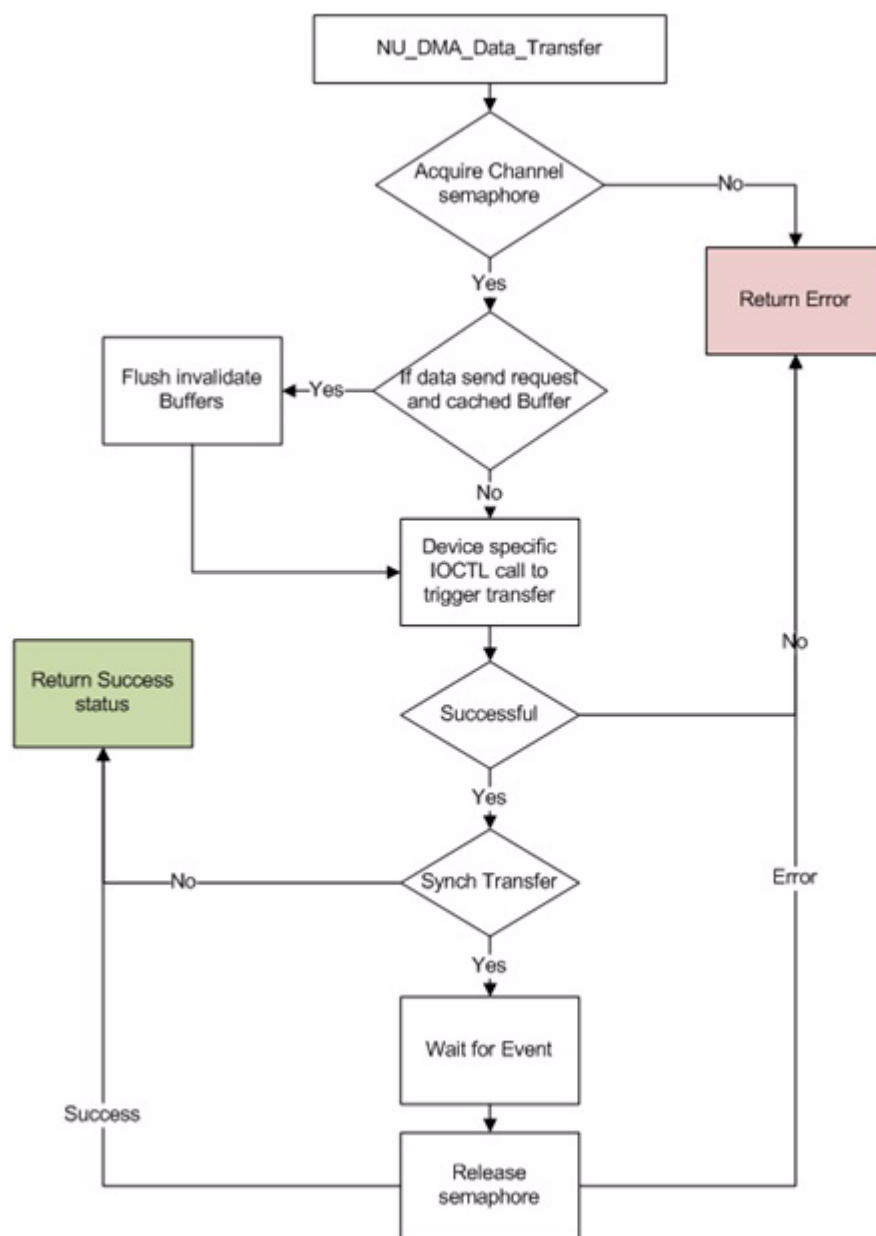 NU_DMA_Data_Transfer
Acquire Channel
semaphore
No
Yes
Return Error
Flush invalidate
Buffers
Yes
If data send request
and cached Buffer
No
Device specific
IOCTL call to
trigger transfer
No
Return Success
status
Successful
Yes
No
Synch Transfer
Error
Yes
Wait for Event
Success
Release
semaphore